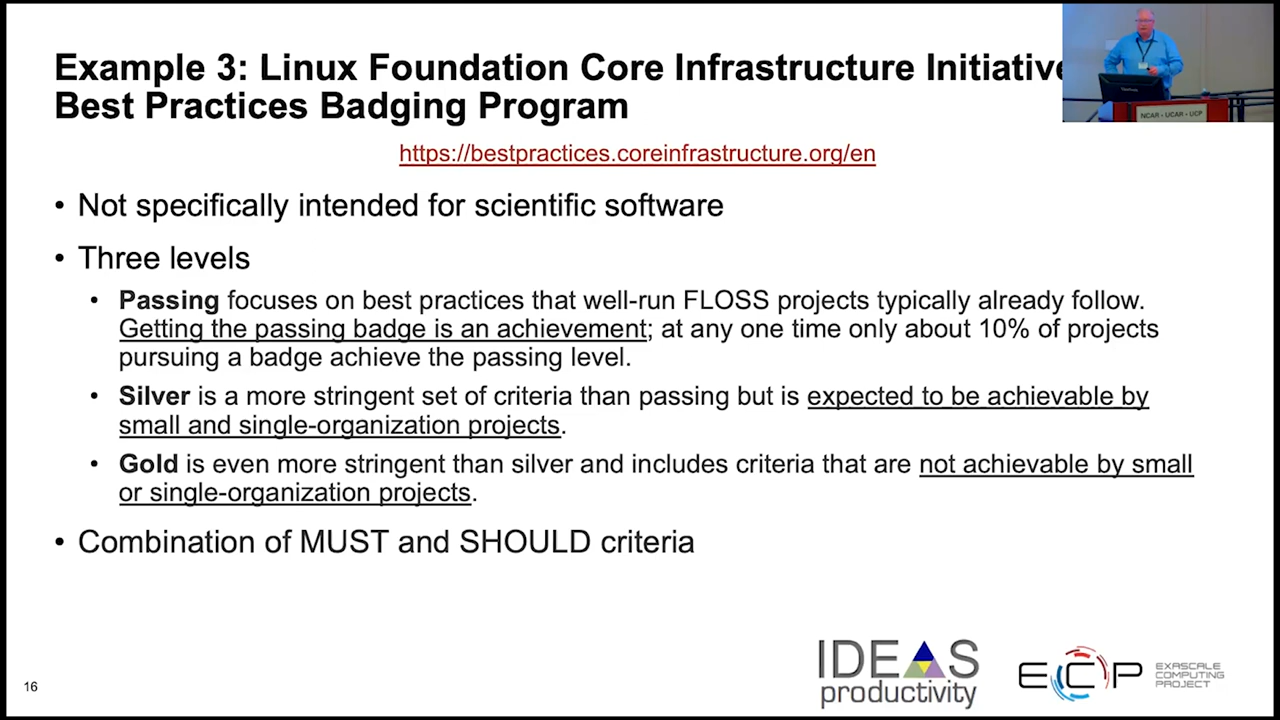 Example 3: Linux Foundation Core Infrastructure Initiative
Best Practices Badging Program
https://bestpractices.coreinfrastructure.org/en
• Not specifically intended for scientific software
• Three levels
• Passing focuses on best practices that well-run FLOSS projects typically already follow.
Getting the passing badge is an achievement; at any one time only about 10% of projects
pursuing a badge achieve the passing level.
• Silver is a more stringent set of criteria than passing but is expected to be achievable by
small and single-organization projects.
• Gold is even more stringent than silver and includes criteria that are not achievable by small
or single-organization projects.
• Combination of MUST and SHOULD criteria
NCAR • UCAR • UCP
16
IDEAS
productivity
ECP
EXASCALE
COMPUTING
PROJECT